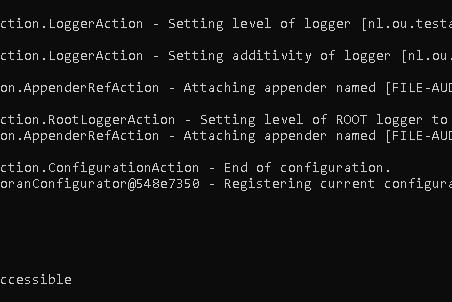 ction.LoggerAction - Setting level of logger [nl.ou.testa
ction.LoggerAction - Setting additivity of logger [nl.ou.
on.AppenderRefAction - Attaching appender named [FILE-AUD
ction.RootLoggerAction - Setting level of ROOT logger to
on.AppenderRefAction - Attaching appender named [FILE-AUD
ction.ConfigurationAction - End of configuration.
oranConfigurator@548e7350 - Registering current configura
ccessible